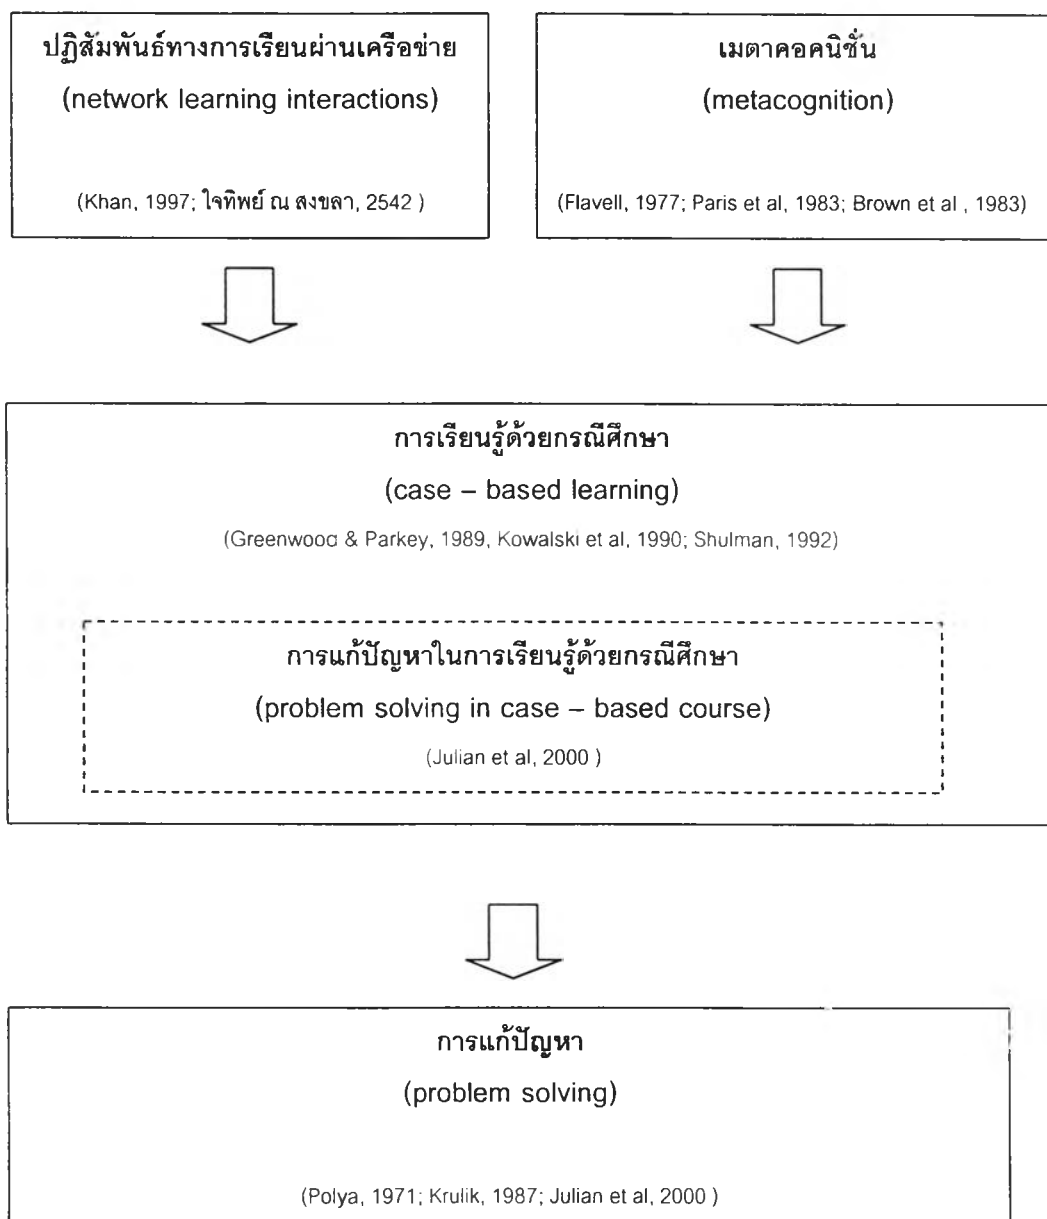 ปฏิสัมพันธ์ทางการเรียนผ่านเครือข่าย
(network learning interactions)
(Khan, 1997; ใจทิพย์ ณ สงขลา, 2542 )
เมตาคอคนิชั่น
(metacognition)
(Flavell, 1977; Paris et al, 1983; Brown et al , 1983)
การเรียนรู้ด้วยกรณีศึกษา
(case – based learning)
(Greenwood & Parkey, 1989, Kowalski et al, 1990; Shulman, 1992)
การแก้ปัญหาในการเรียนรู้ด้วยกรณีศึกษา
(problem solving in case – based course)
(Julian et al, 2000 )
การแก้ปัญหา
(problem solving)
(Polya, 1971; Krulik, 1987; Julian et al, 2000 )